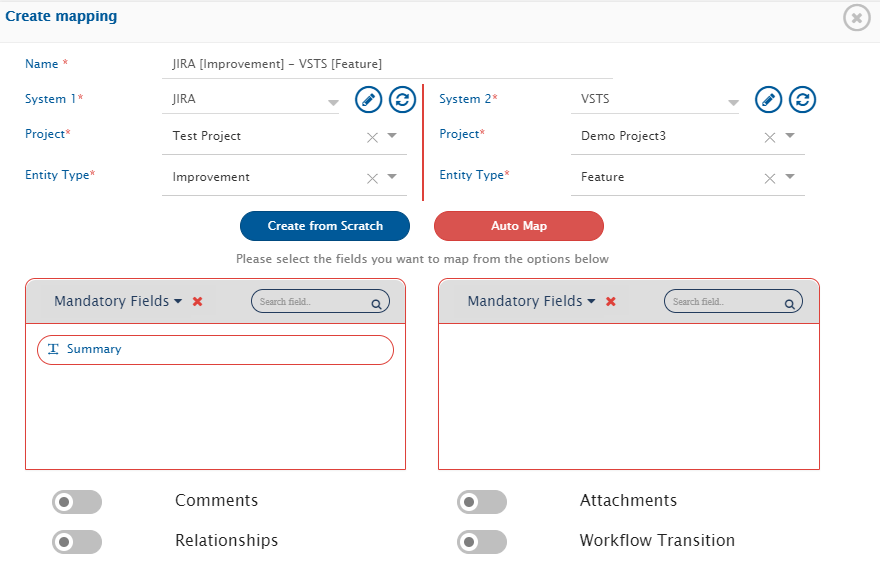 Create mapping
Name *
JIRA [Improvement] - VSTS [Feature]
System 1*
JIRA
System 2*
VSTS
Project*
Test Project
Project*
Demo Project3
Entity Type*
Improvement
Entity Type*
Feature
Create from Scratch
Auto Map
Please select the fields you want to map from the options below
Mandatory Fields
Search field..
Mandatory Fields
Search field..
Summary
Comments
Attachments
Relationships
Workflow Transition